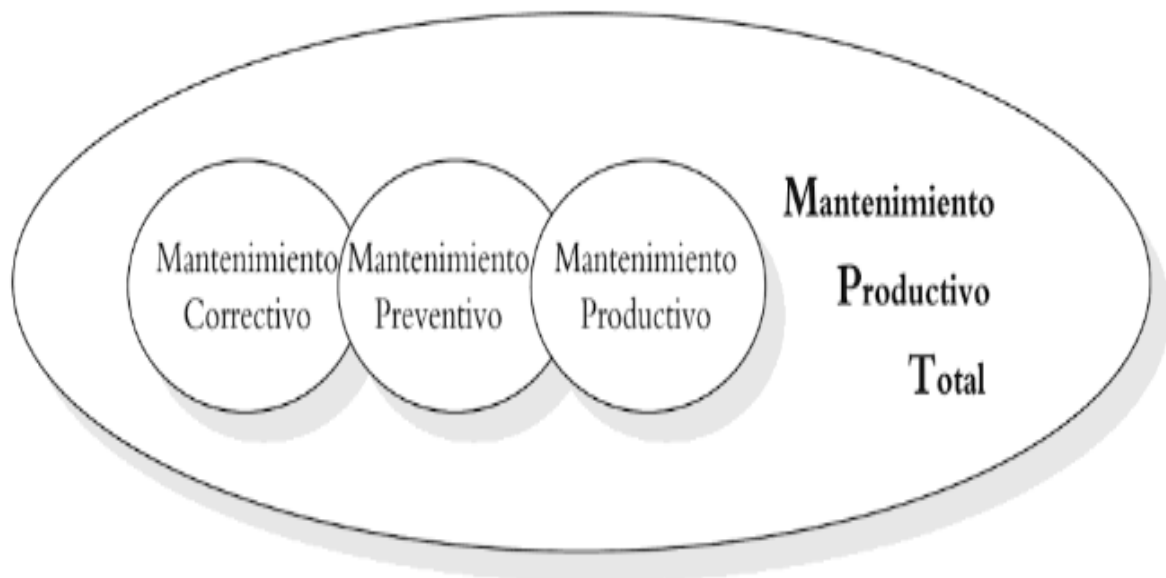 Mantenimiento
Correctivo
Mantenimiento
Preventivo
Mantenimiento
Productivo
Mantenimiento
Productivo
Total